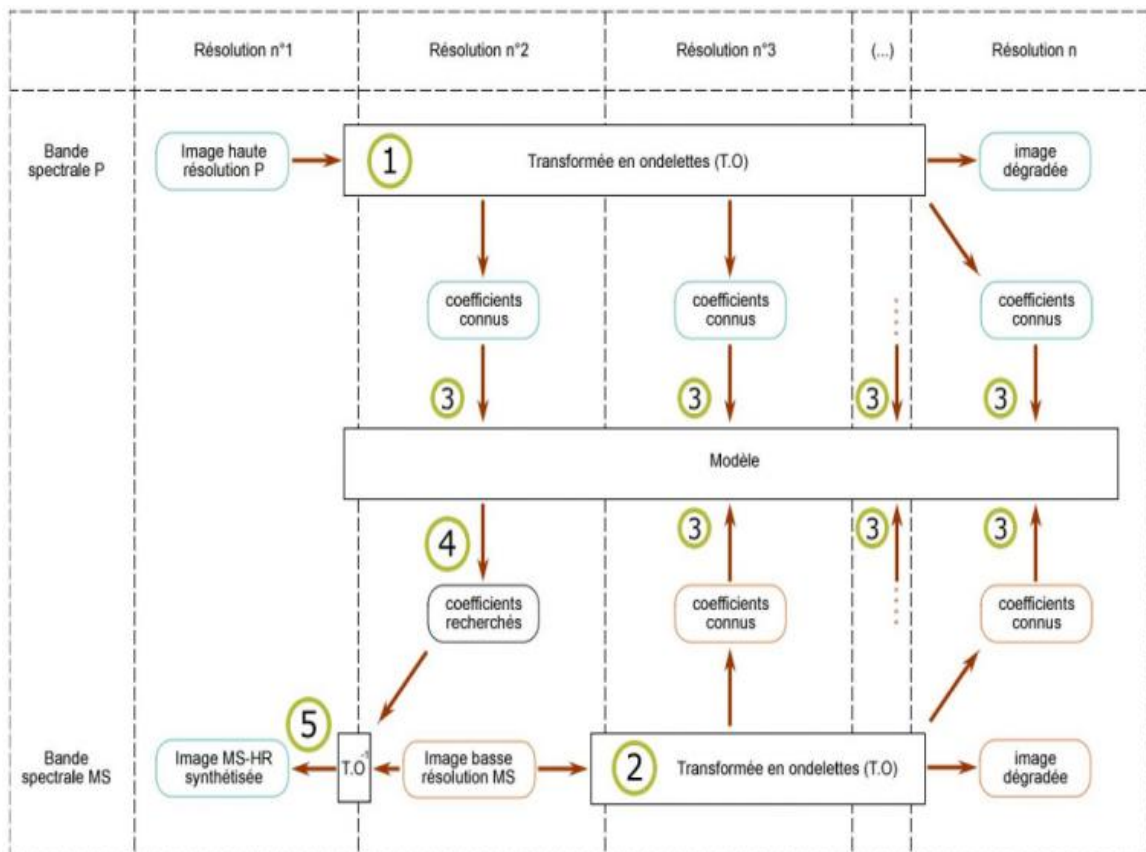 Résolution n°1
Résolution n°2
Résolution n°3
(...)
Résolution n
Bande
spectrale P
Image haute
résolution P
1
Transformée en ondelettes (T.O)
image
dégradée
coefficients
connus
coefficients
connus
coefficients
connus
3
3
3
3
Modèle
4
3
3
3
coefficients
recherchés
coefficients
connus
coefficients
connus
Bande
spectrale MS
Image MS-HR
synthétisée
5
T.O⁻¹
Image basse
résolution MS
2
Transformée en ondelettes (T.O)
image
dégradée